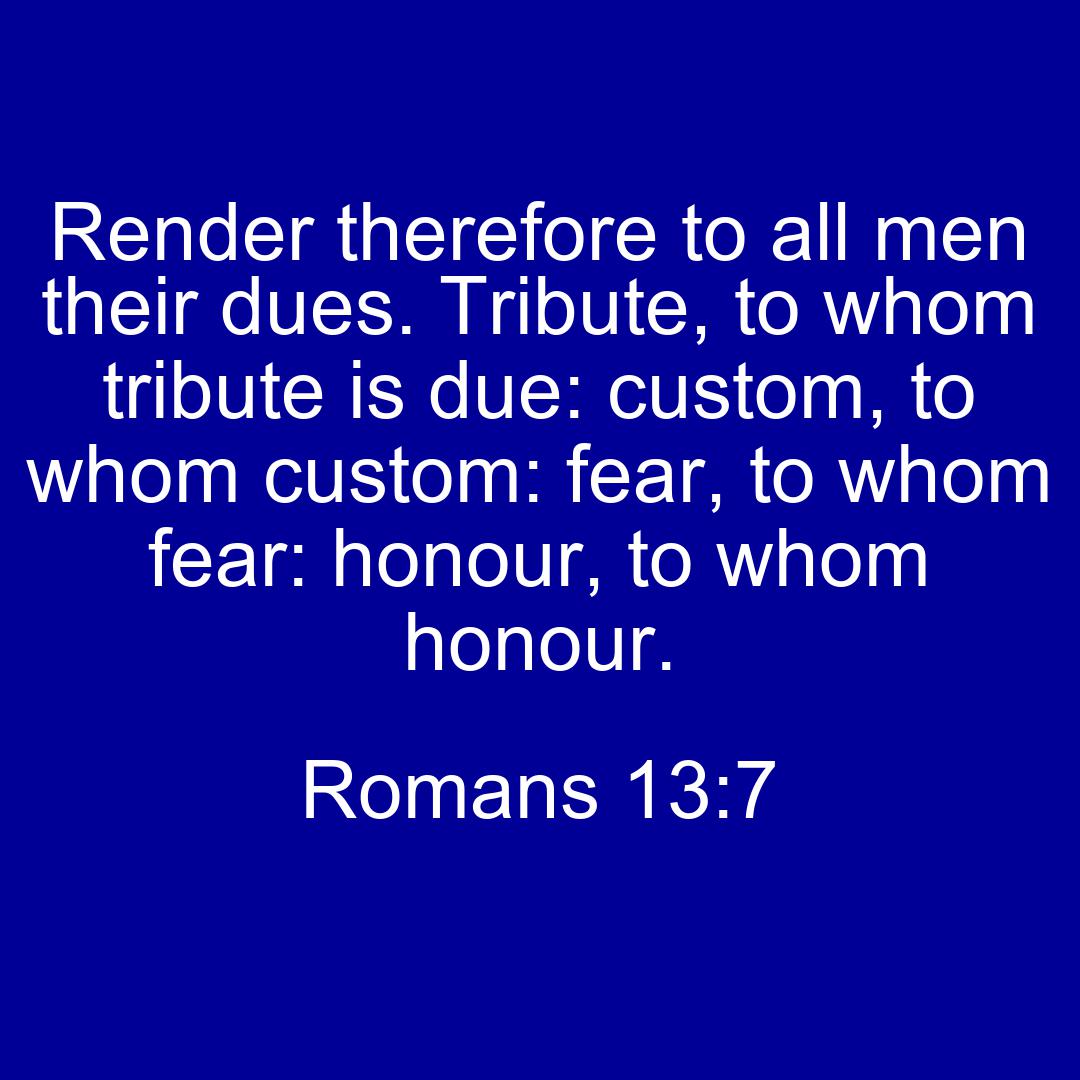 Render therefore to all men
their dues. Tribute, to whom
tribute is due: custom, to
whom custom: fear, to whom
fear: honour, to whom
honour.
Romans 13:7